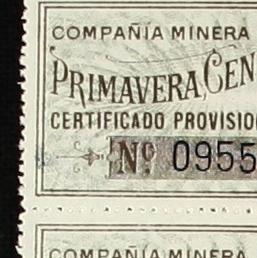 COMPAÑIA MINERA
PRIMAVERA CEN
CERTIFICADO PROVISIO
Nº 0955
COMPAÑIA MINERA